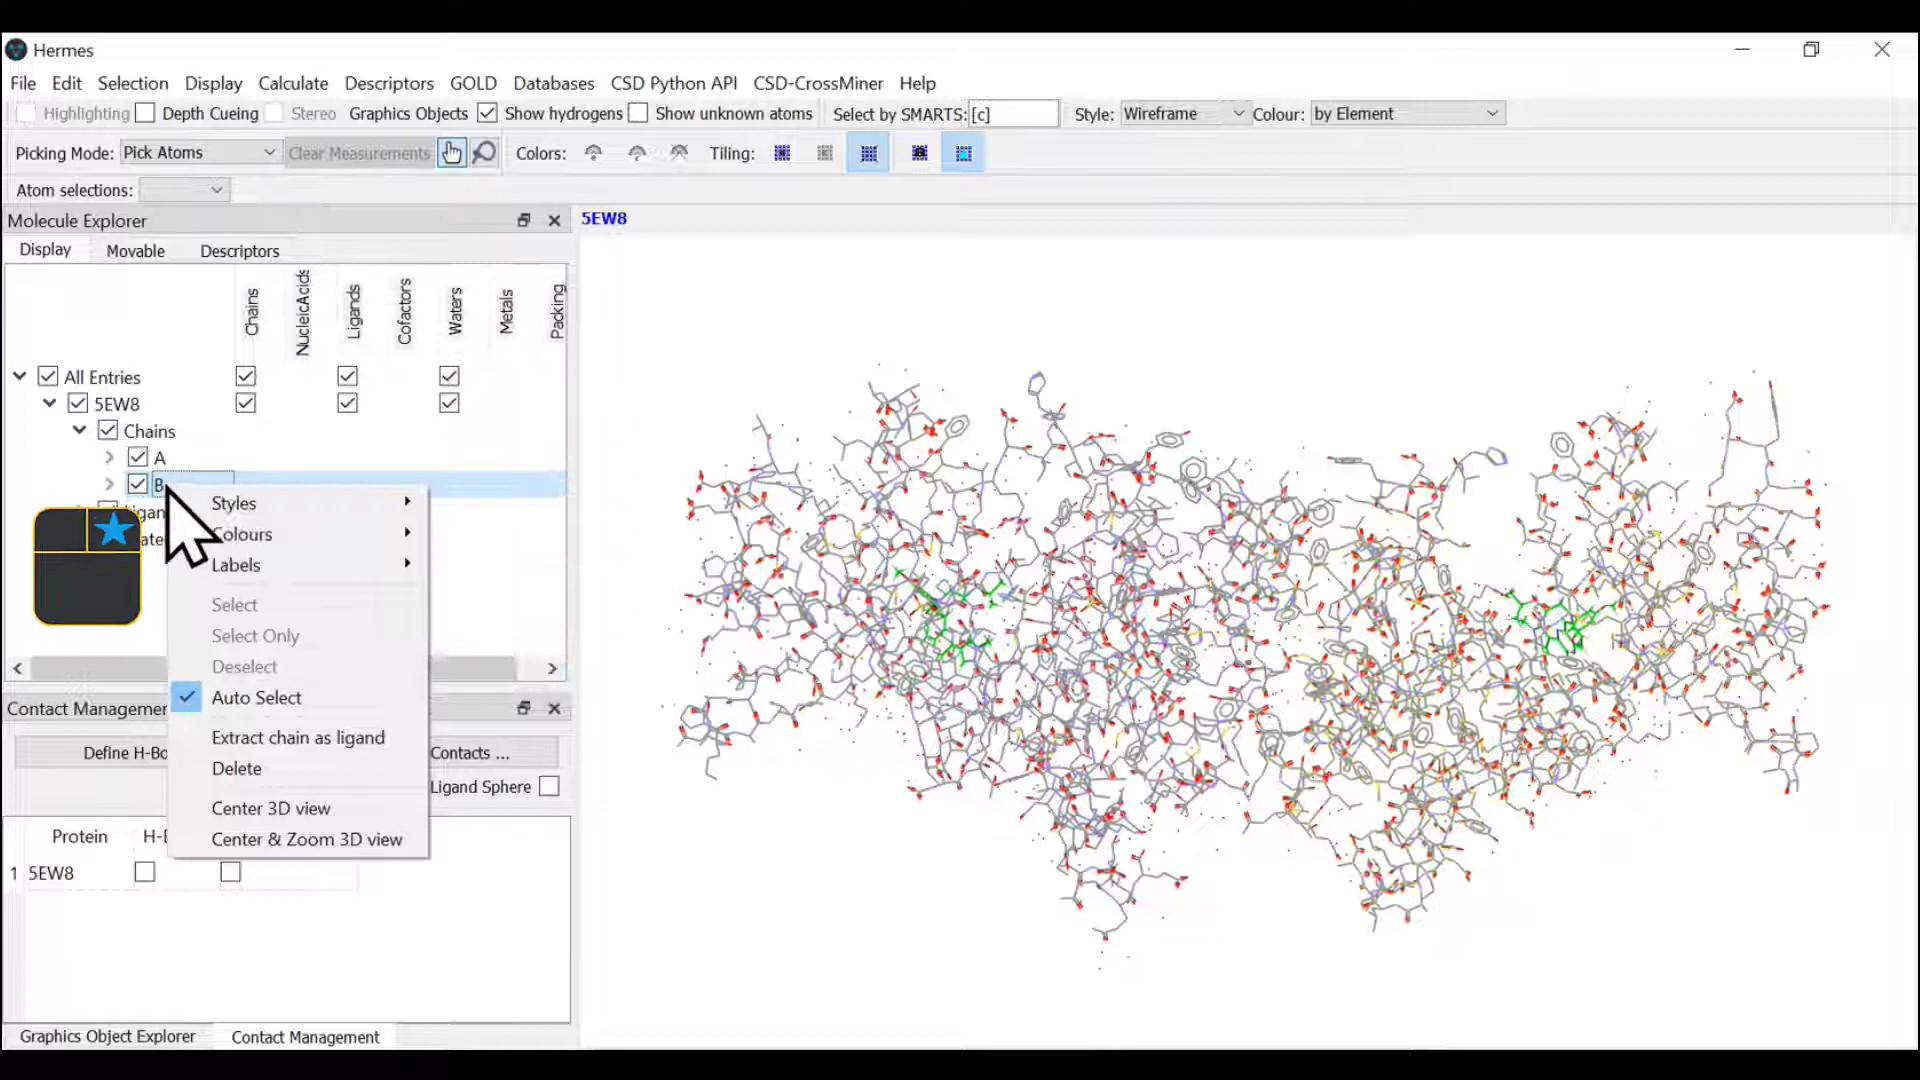 Hermes
File Edit Selection Display Calculate Descriptors GOLD Databases CSD Python API CSD-CrossMiner Help
Highlighting Depth Cueing Stereo Graphics Objects Show hydrogens Show unknown atoms Select by SMARTS: [c] Style: Wireframe Colour: by Element
Picking Mode: Pick Atoms Clear Measurements Colors: Tiling:
Atom selections:
Molecule Explorer
5EW8
Display Movable Descriptors
Chains NucleicAcids Ligands Cofactors Waters Metals Packing
All Entries
5EW8
Chains
A
B
Styles
Colours
Labels
Select
Select Only
Deselect
Auto Select
Extract chain as ligand
Delete
Center 3D view
Center & Zoom 3D view
Contact Managemen
Define H-Bo Contacts ...
Ligand Sphere
Protein
1 5EW8
Graphics Object Explorer Contact Management